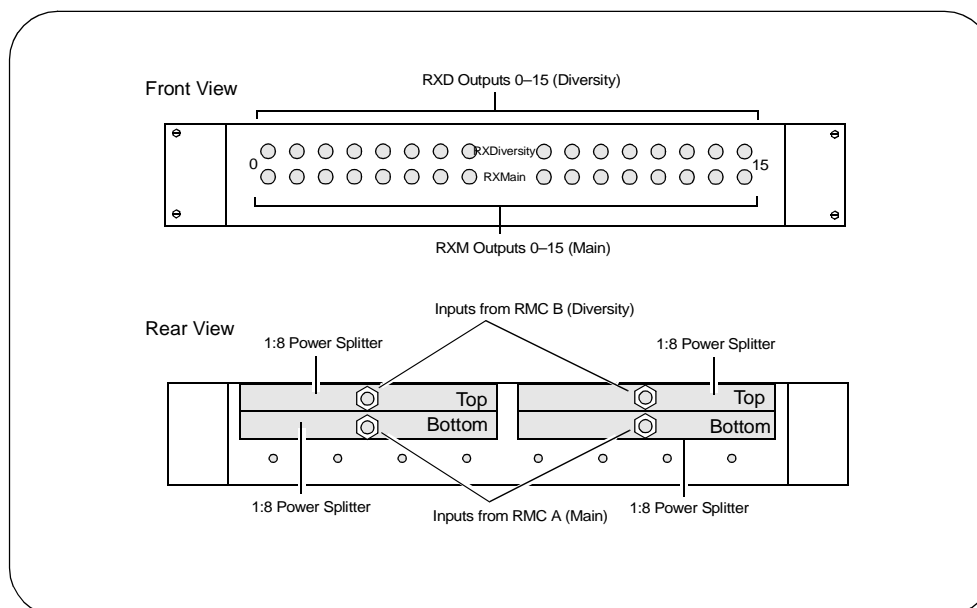 RXD Outputs 0–15 (Diversity)
Front View
RXDiversity
0
15
RXMain
RXM Outputs 0–15 (Main)
Inputs from RMC B (Diversity)
Rear View
1:8 Power Splitter
1:8 Power Splitter
Top
Top
Bottom
Bottom
1:8 Power Splitter
Inputs from RMC A (Main)
1:8 Power Splitter